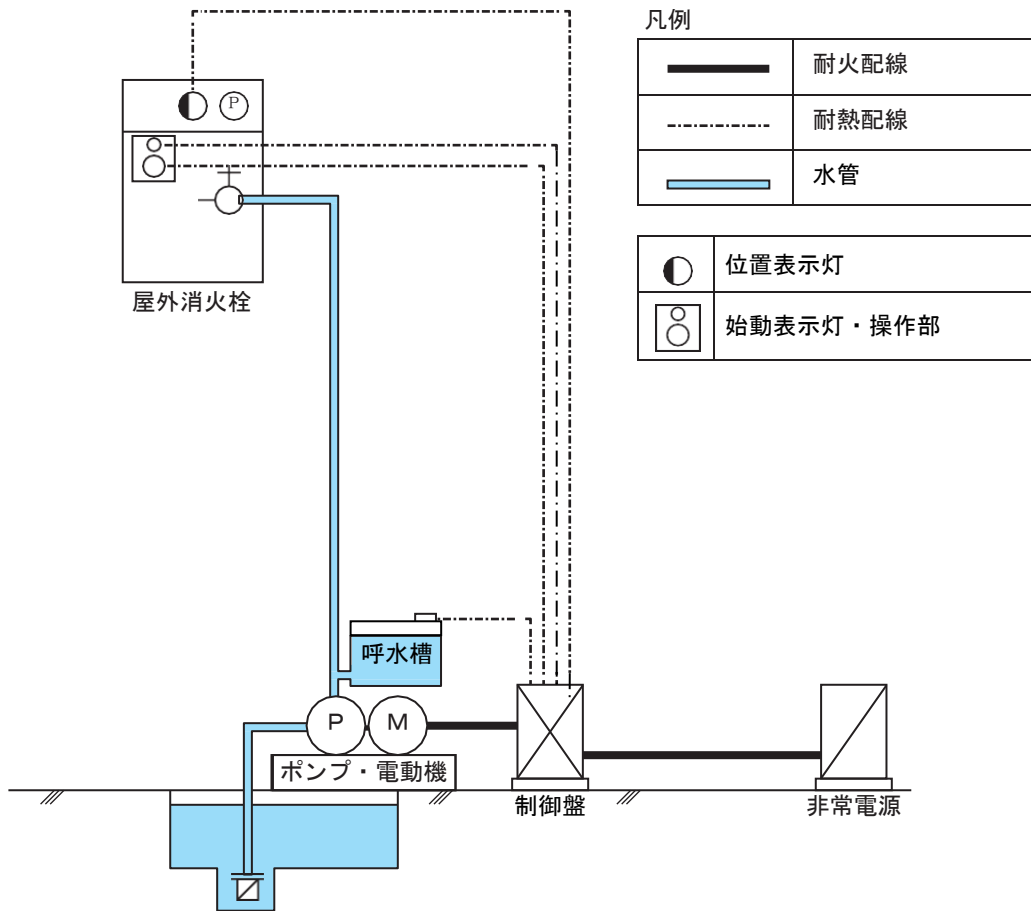 凡例
耐火配線
耐熱配線
水管
位置表示灯
始動表示灯・操作部
P
屋外消火栓
呼水槽
P M
ポンプ・電動機
制御盤
非常電源